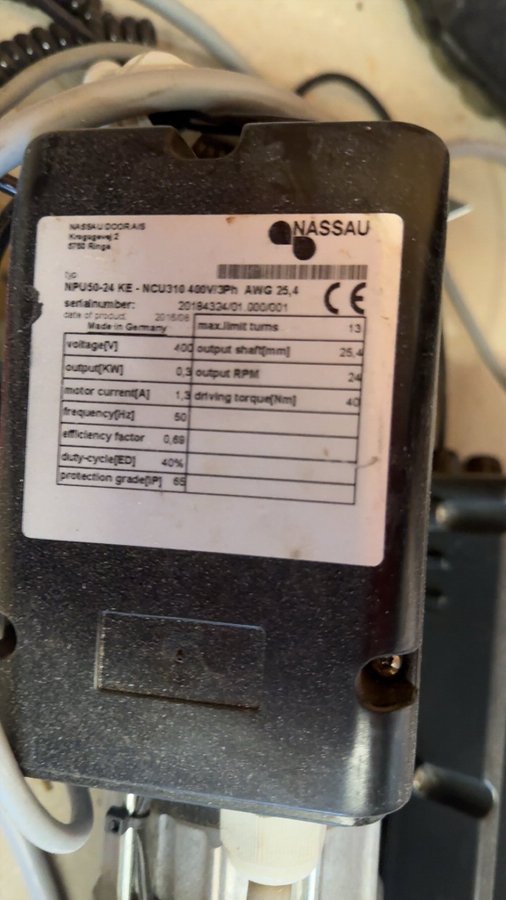 NASSAU DOOR A/S
Krogagevej 2
5750 Ringe
NASSAU
typ
NPU50-24 KE - NCU310 400V/3Ph AWG 25,4
serialnumber: 20184324/01.000/001
CE
date of product. 2018/08
Made in Germany
max.limit turns 13
voltage[V] 400 output shaft[mm] 25,4
output[KW] 0,3 output RPM 24
motor current[A] 1,3 driving torque[Nm] 40
frequency[Hz] 50
efficiency factor 0,69
duty-cycle[ED] 40%
protection grade[IP] 65